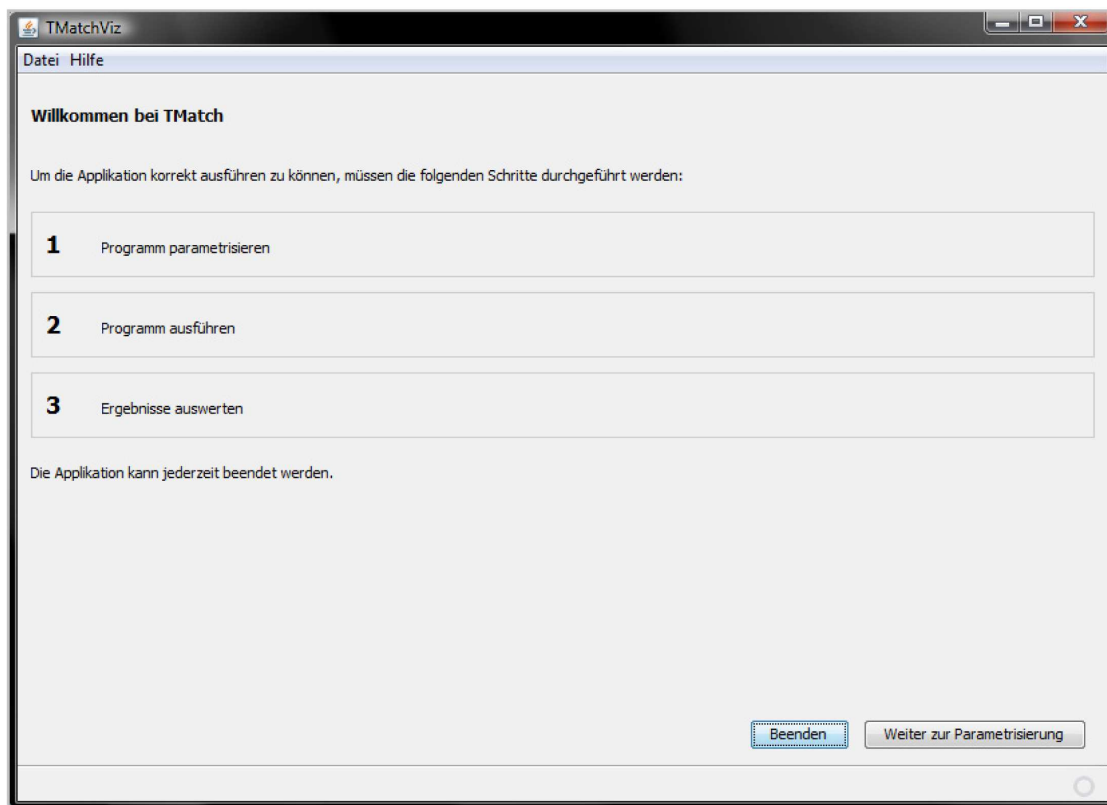 TMatchViz
Datei Hilfe
Willkommen bei TMatch
Um die Applikation korrekt ausführen zu können, müssen die folgenden Schritte durchgeführt werden:
1 Programm parametrisieren
2 Programm ausführen
3 Ergebnisse auswerten
Die Applikation kann jederzeit beendet werden.
Beenden Weiter zur Parametrisierung